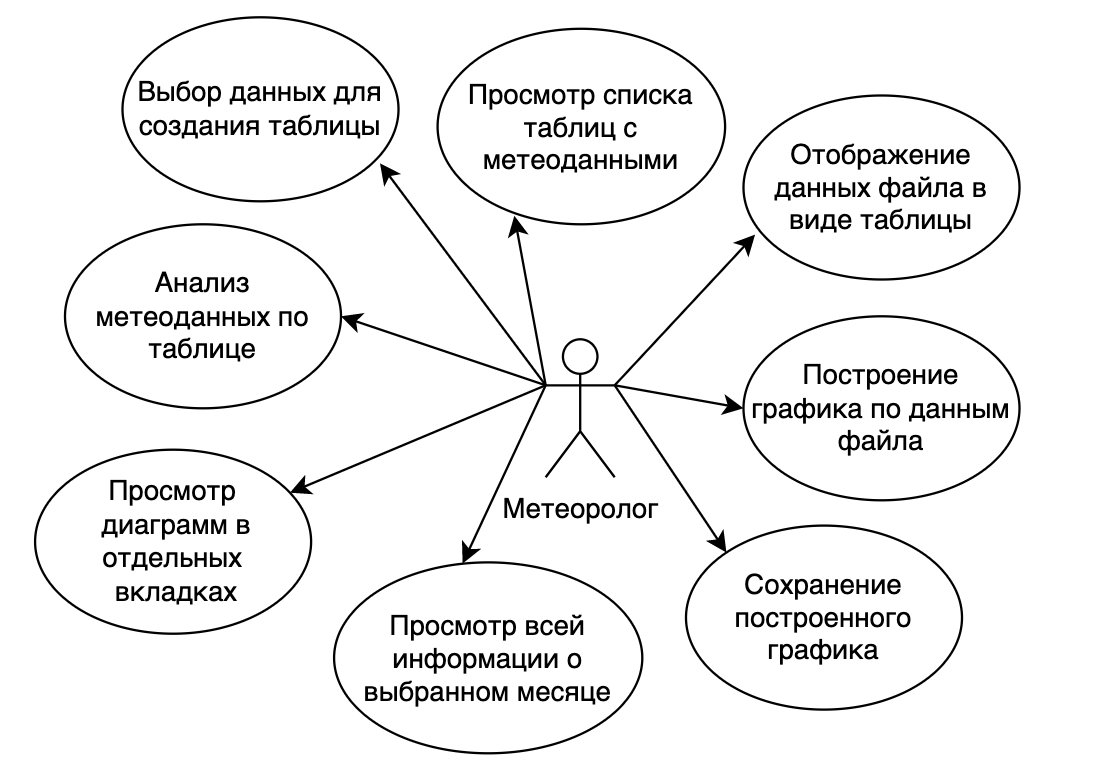 Выбор данных для
создания таблицы
Просмотр списка
таблиц с
метеоданными
Отображение
данных файла в
виде таблицы
Анализ
метеоданных по
таблице
Построение
графика по данным
файла
Просмотр
диаграмм в
отдельных
вкладках
Метеоролог
Просмотр всей
информации о
выбранном месяце
Сохранение
построенного
графика